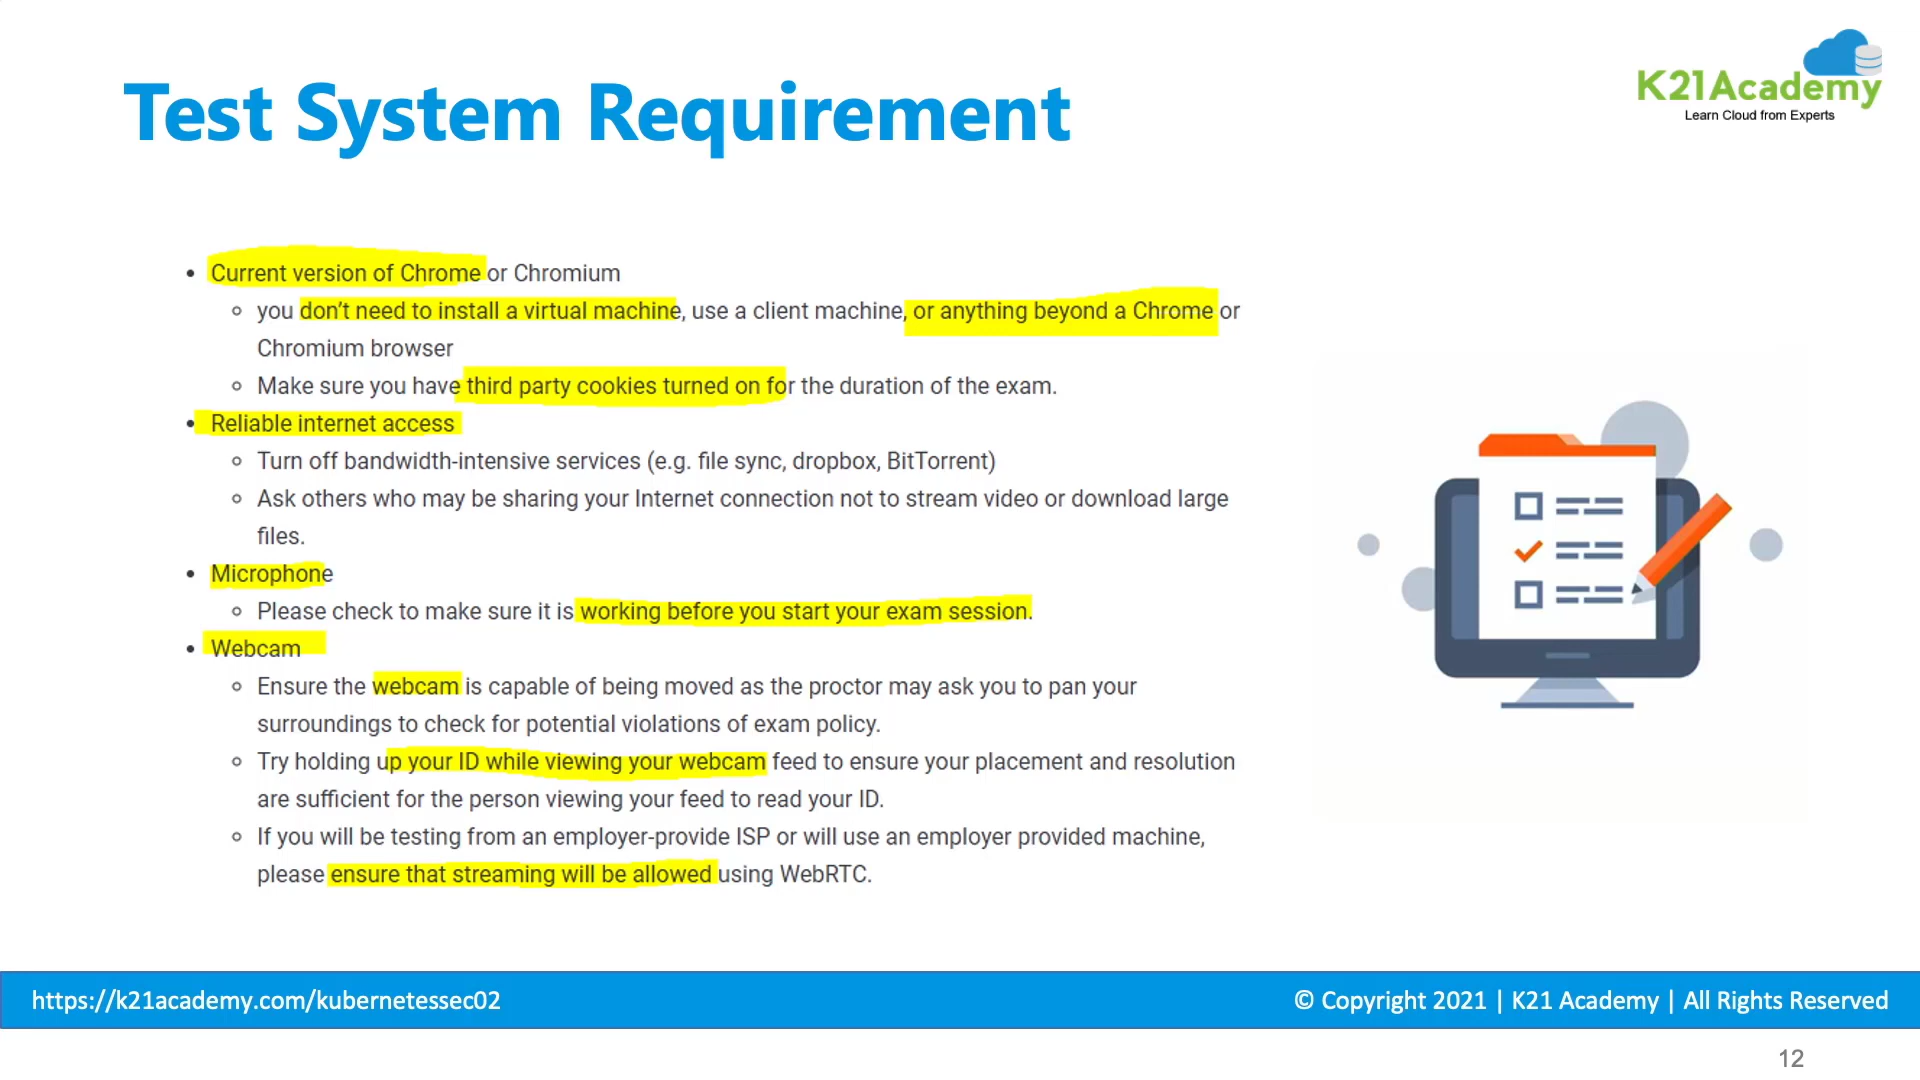 K21Academy
Learn Cloud from Experts
Test System Requirement
• Current version of Chrome or Chromium
◦ you don’t need to install a virtual machine, use a client machine, or anything beyond a Chrome or
Chromium browser
◦ Make sure you have third party cookies turned on for the duration of the exam.
• Reliable internet access
◦ Turn off bandwidth-intensive services (e.g. file sync, dropbox, BitTorrent)
◦ Ask others who may be sharing your Internet connection not to stream video or download large
files.
• Microphone
◦ Please check to make sure it is working before you start your exam session.
• Webcam
◦ Ensure the webcam is capable of being moved as the proctor may ask you to pan your
surroundings to check for potential violations of exam policy.
◦ Try holding up your ID while viewing your webcam feed to ensure your placement and resolution
are sufficient for the person viewing your feed to read your ID.
◦ If you will be testing from an employer-provide ISP or will use an employer provided machine,
please ensure that streaming will be allowed using WebRTC.
https://k21academy.com/kubernetessec02
© Copyright 2021 | K21 Academy | All Rights Reserved
12